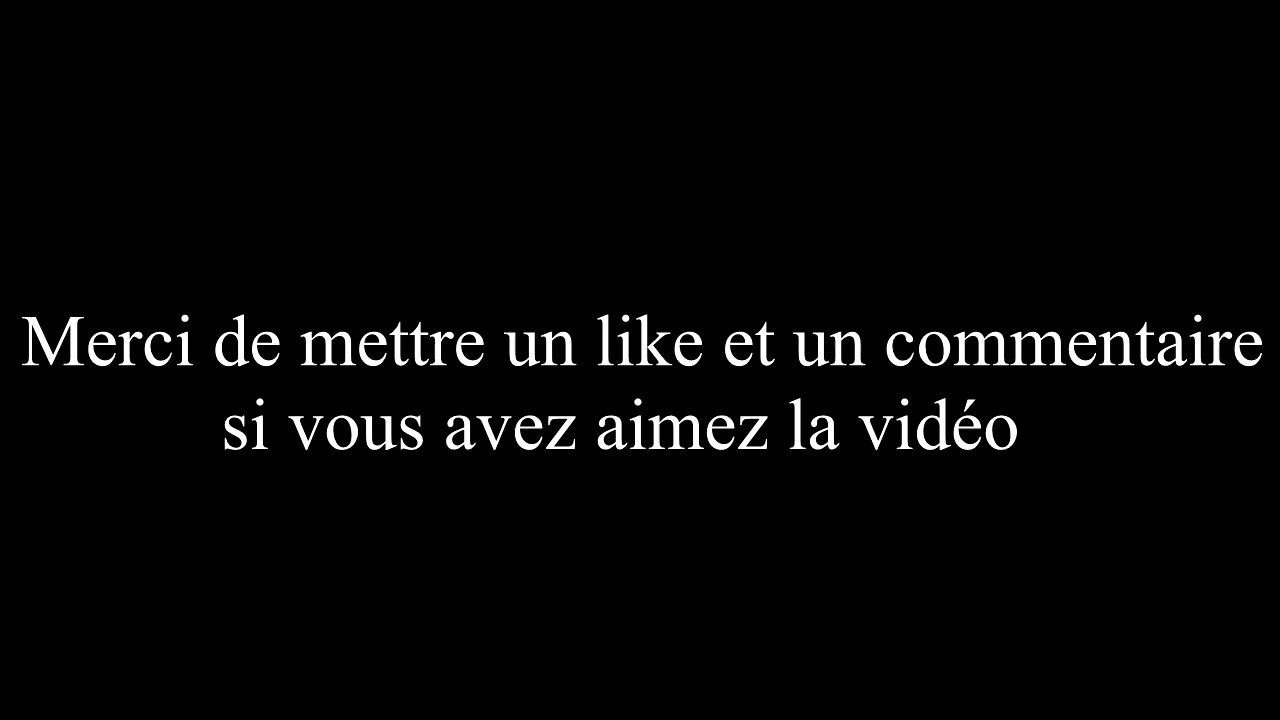 Merci de mettre un like et un commentaire
si vous avez aimez la vidéo